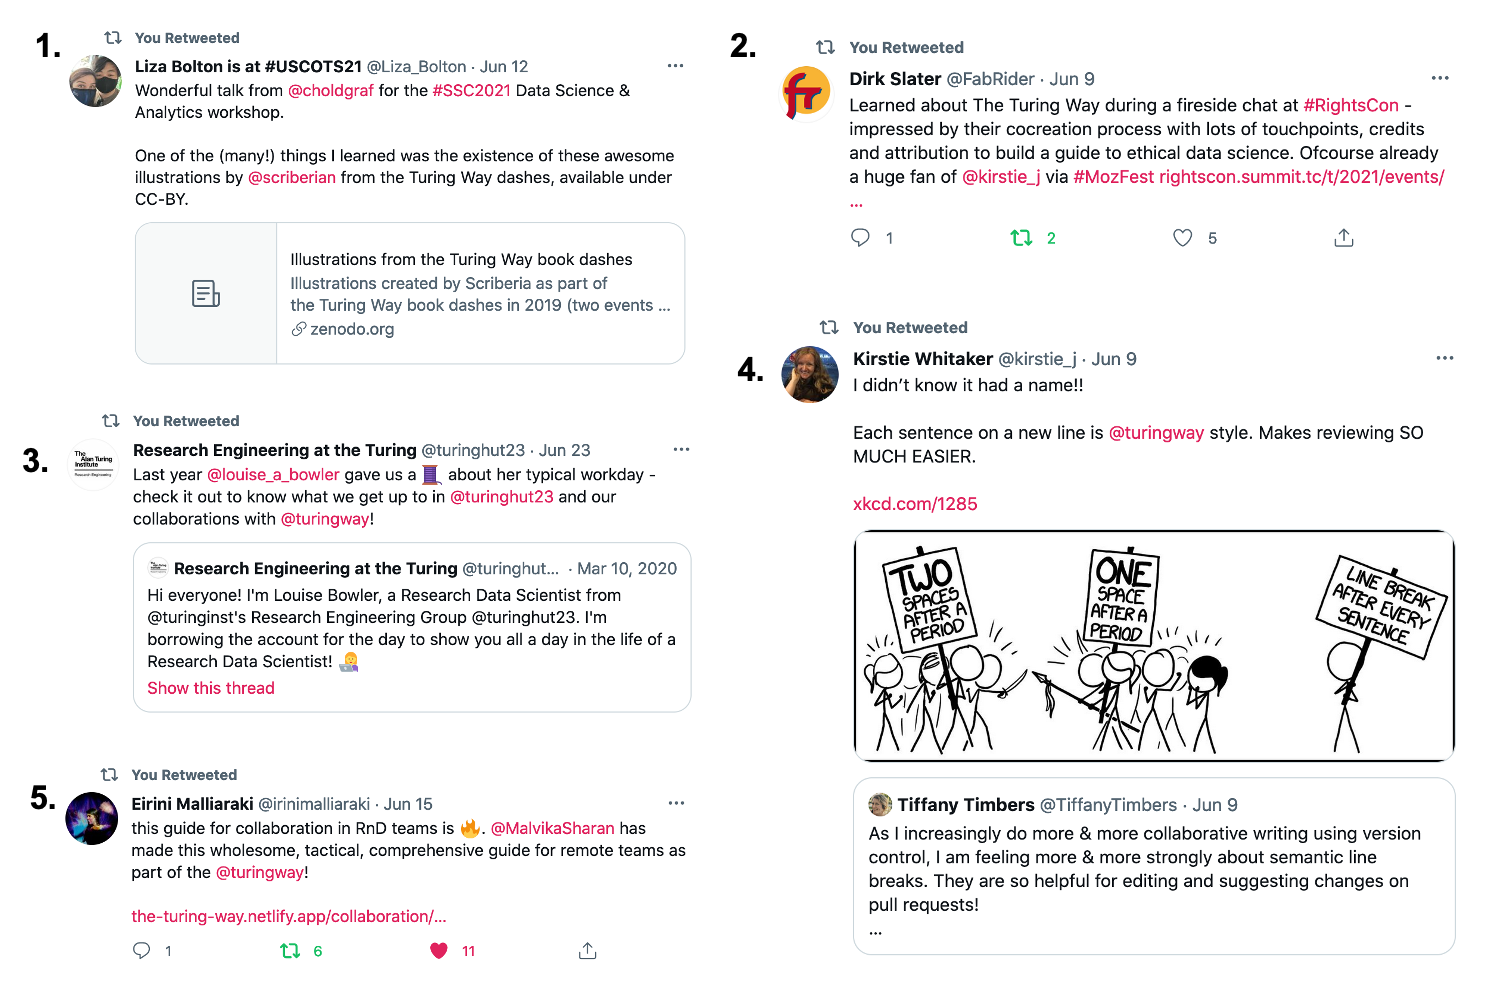 1.
You Retweeted
Liza Bolton is at #USCOTS21 @Liza_Bolton · Jun 12
Wonderful talk from @choldgraf for the #SSC2021 Data Science &
Analytics workshop.
One of the (many!) things I learned was the existence of these awesome
illustrations by @scriberian from the Turing Way dashes, available under
CC-BY.
Illustrations from the Turing Way book dashes
Illustrations created by Scriberia as part of
the Turing Way book dashes in 2019 (two events ...
zenodo.org
2.
You Retweeted
Dirk Slater @FabRider · Jun 9
Learned about The Turing Way during a fireside chat at #RightsCon -
impressed by their cocreation process with lots of touchpoints, credits
and attribution to build a guide to ethical data science. Ofcourse already
a huge fan of @kirstie_j via #MozFest rightscon.summit.tc/t/2021/events/
...
1 2 5
3.
You Retweeted
The Alan Turing Institute
Research Engineering
Research Engineering at the Turing @turinghut23 · Jun 23
Last year @louise_a_bowler gave us a 🧵 about her typical workday -
check it out to know what we get up to in @turinghut23 and our
collaborations with @turingway!
Research Engineering at the Turing @turinghut... · Mar 10, 2020
Hi everyone! I'm Louise Bowler, a Research Data Scientist from
@turinginst's Research Engineering Group @turinghut23. I'm
borrowing the account for the day to show you all a day in the life of a
Research Data Scientist! 👩‍💻
Show this thread
4.
You Retweeted
Kirstie Whitaker @kirstie_j · Jun 9
I didn't know it had a name!!
Each sentence on a new line is @turingway style. Makes reviewing SO
MUCH EASIER.
xkcd.com/1285
TWO
SPACES
AFTER A
PERIOD
ONE
SPACE
AFTER A
PERIOD
LINE BREAK
AFTER EVERY
SENTENCE
Tiffany Timbers @TiffanyTimbers · Jun 9
As I increasingly do more & more collaborative writing using version
control, I am feeling more & more strongly about semantic line
breaks. They are so helpful for editing and suggesting changes on
pull requests!
...
5.
You Retweeted
Eirini Malliaraki @irinimalliaraki · Jun 15
this guide for collaboration in RnD teams is 🔥. @MalvikaSharan has
made this wholesome, tactical, comprehensive guide for remote teams as
part of the @turingway!
the-turing-way.netlify.app/collaboration/...
1 6 11